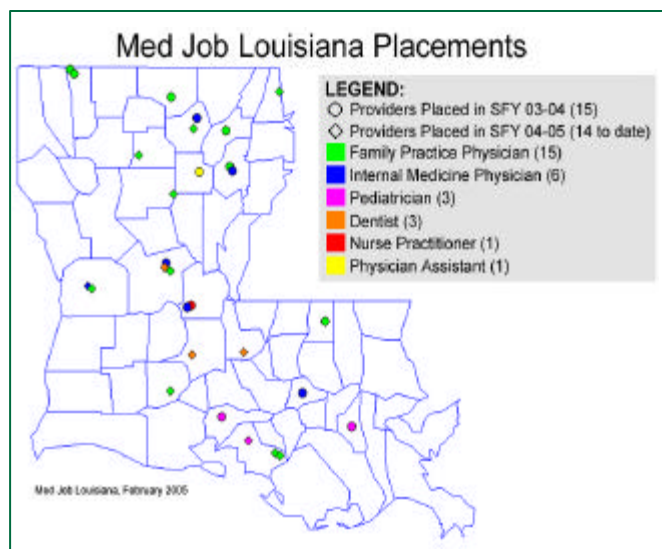 Med Job Louisiana Placements
LEGEND:
Providers Placed in SFY 03-04 (15)
Providers Placed in SFY 04-05 (14 to date)
Family Practice Physician (15)
Internal Medicine Physician (6)
Pediatrician (3)
Dentist (3)
Nurse Practitioner (1)
Physician Assistant (1)
Med Job Louisiana, February 2005